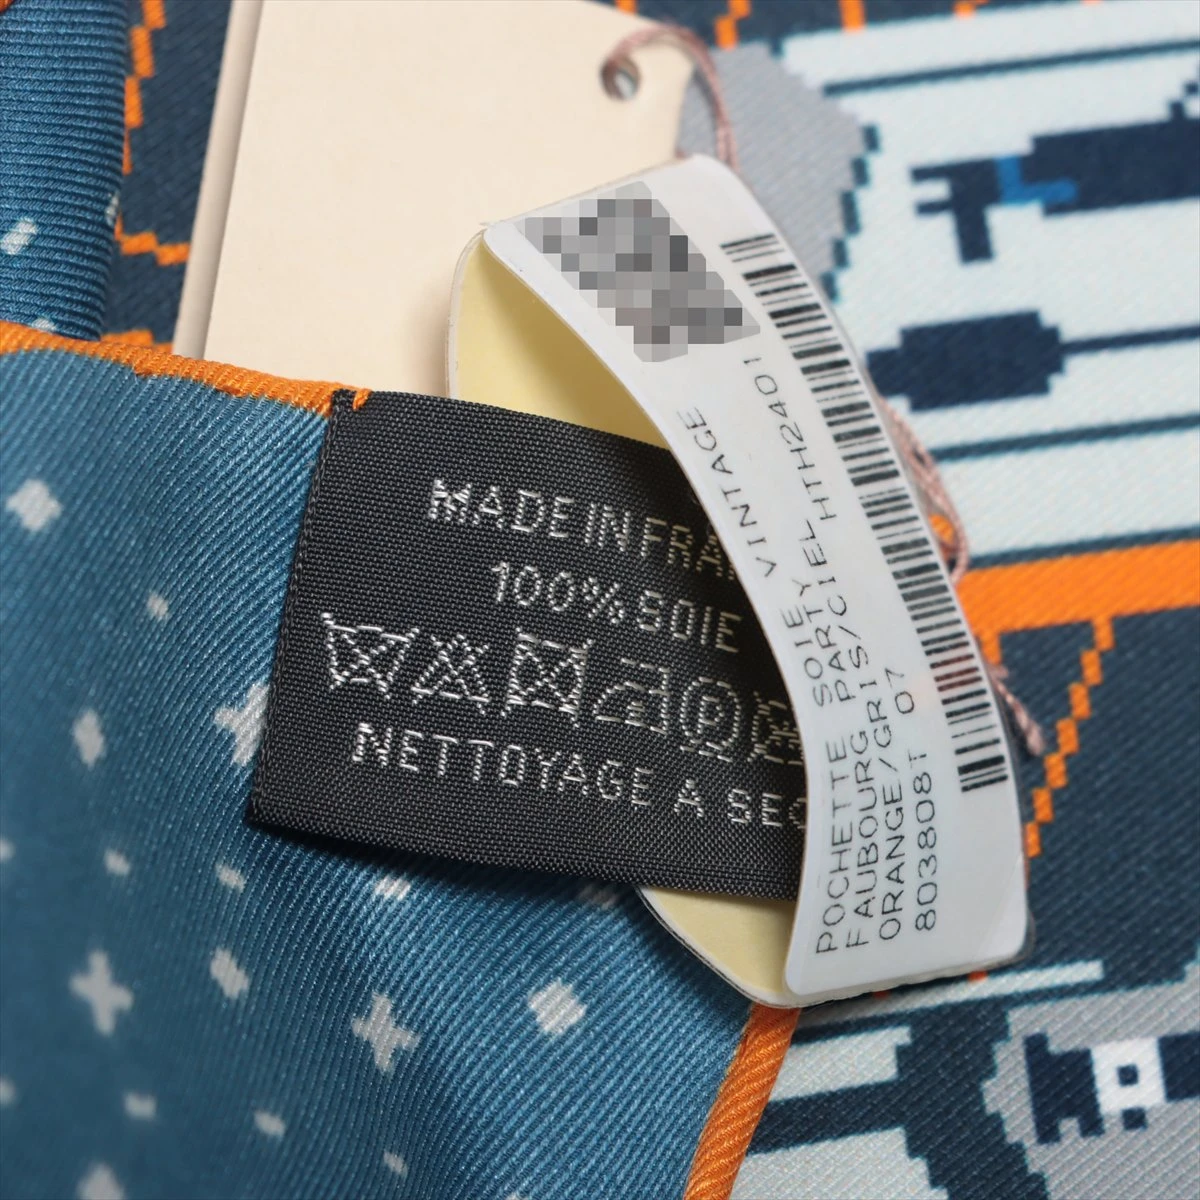 MADE IN FRA
100% SOIE
P
NETTOYAGE A SEC
POCHETTE SOIE VINTAGE
FAUBOURG PARTY
ORANGE/GRIS/CIEL HTH2401
803808T 07